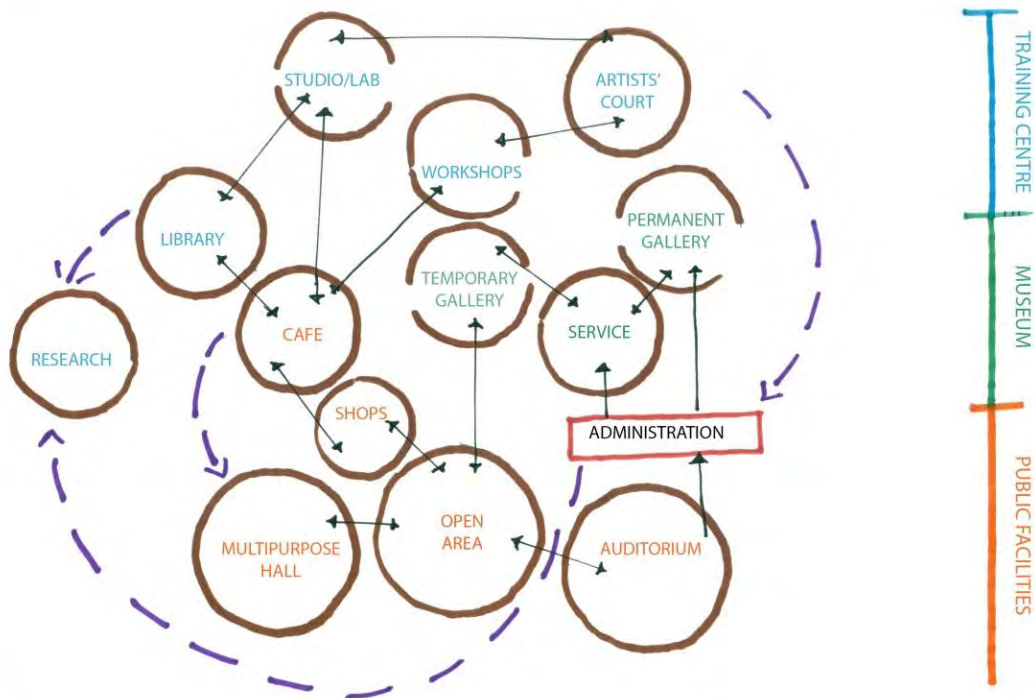 STUDIO/LAB
ARTISTS'
COURT
WORKSHOPS
LIBRARY
PERMANENT
GALLERY
TEMPORARY
GALLERY
CAFE
SERVICE
RESEARCH
SHOPS
ADMINISTRATION
OPEN
AREA
MULTIPURPOSE
HALL
AUDITORIUM
TRAINING CENTRE
MUSEUM
PUBLIC FACILITIES